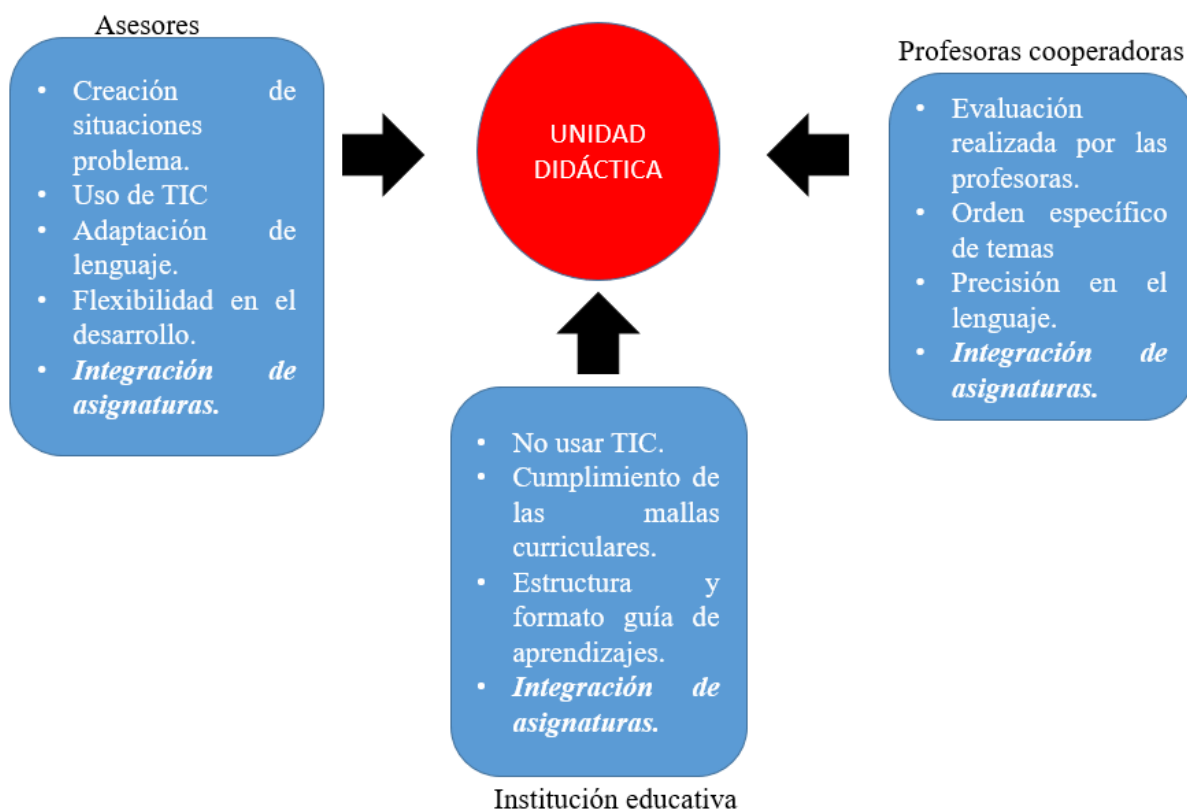 Asesores
• Creación de
situaciones
problema.
• Uso de TIC
• Adaptación de
lenguaje.
• Flexibilidad en el
desarrollo.
• Integración de
asignaturas.
UNIDAD
DIDÁCTICA
Profesoras cooperadoras
• Evaluación
realizada por las
profesoras.
• Orden específico
de temas
• Precisión en el
lenguaje.
• Integración de
asignaturas.
• No usar TIC.
• Cumplimiento de
las mallas
curriculares.
• Estructura y
formato guía de
aprendizajes.
• Integración de
asignaturas.
Institución educativa